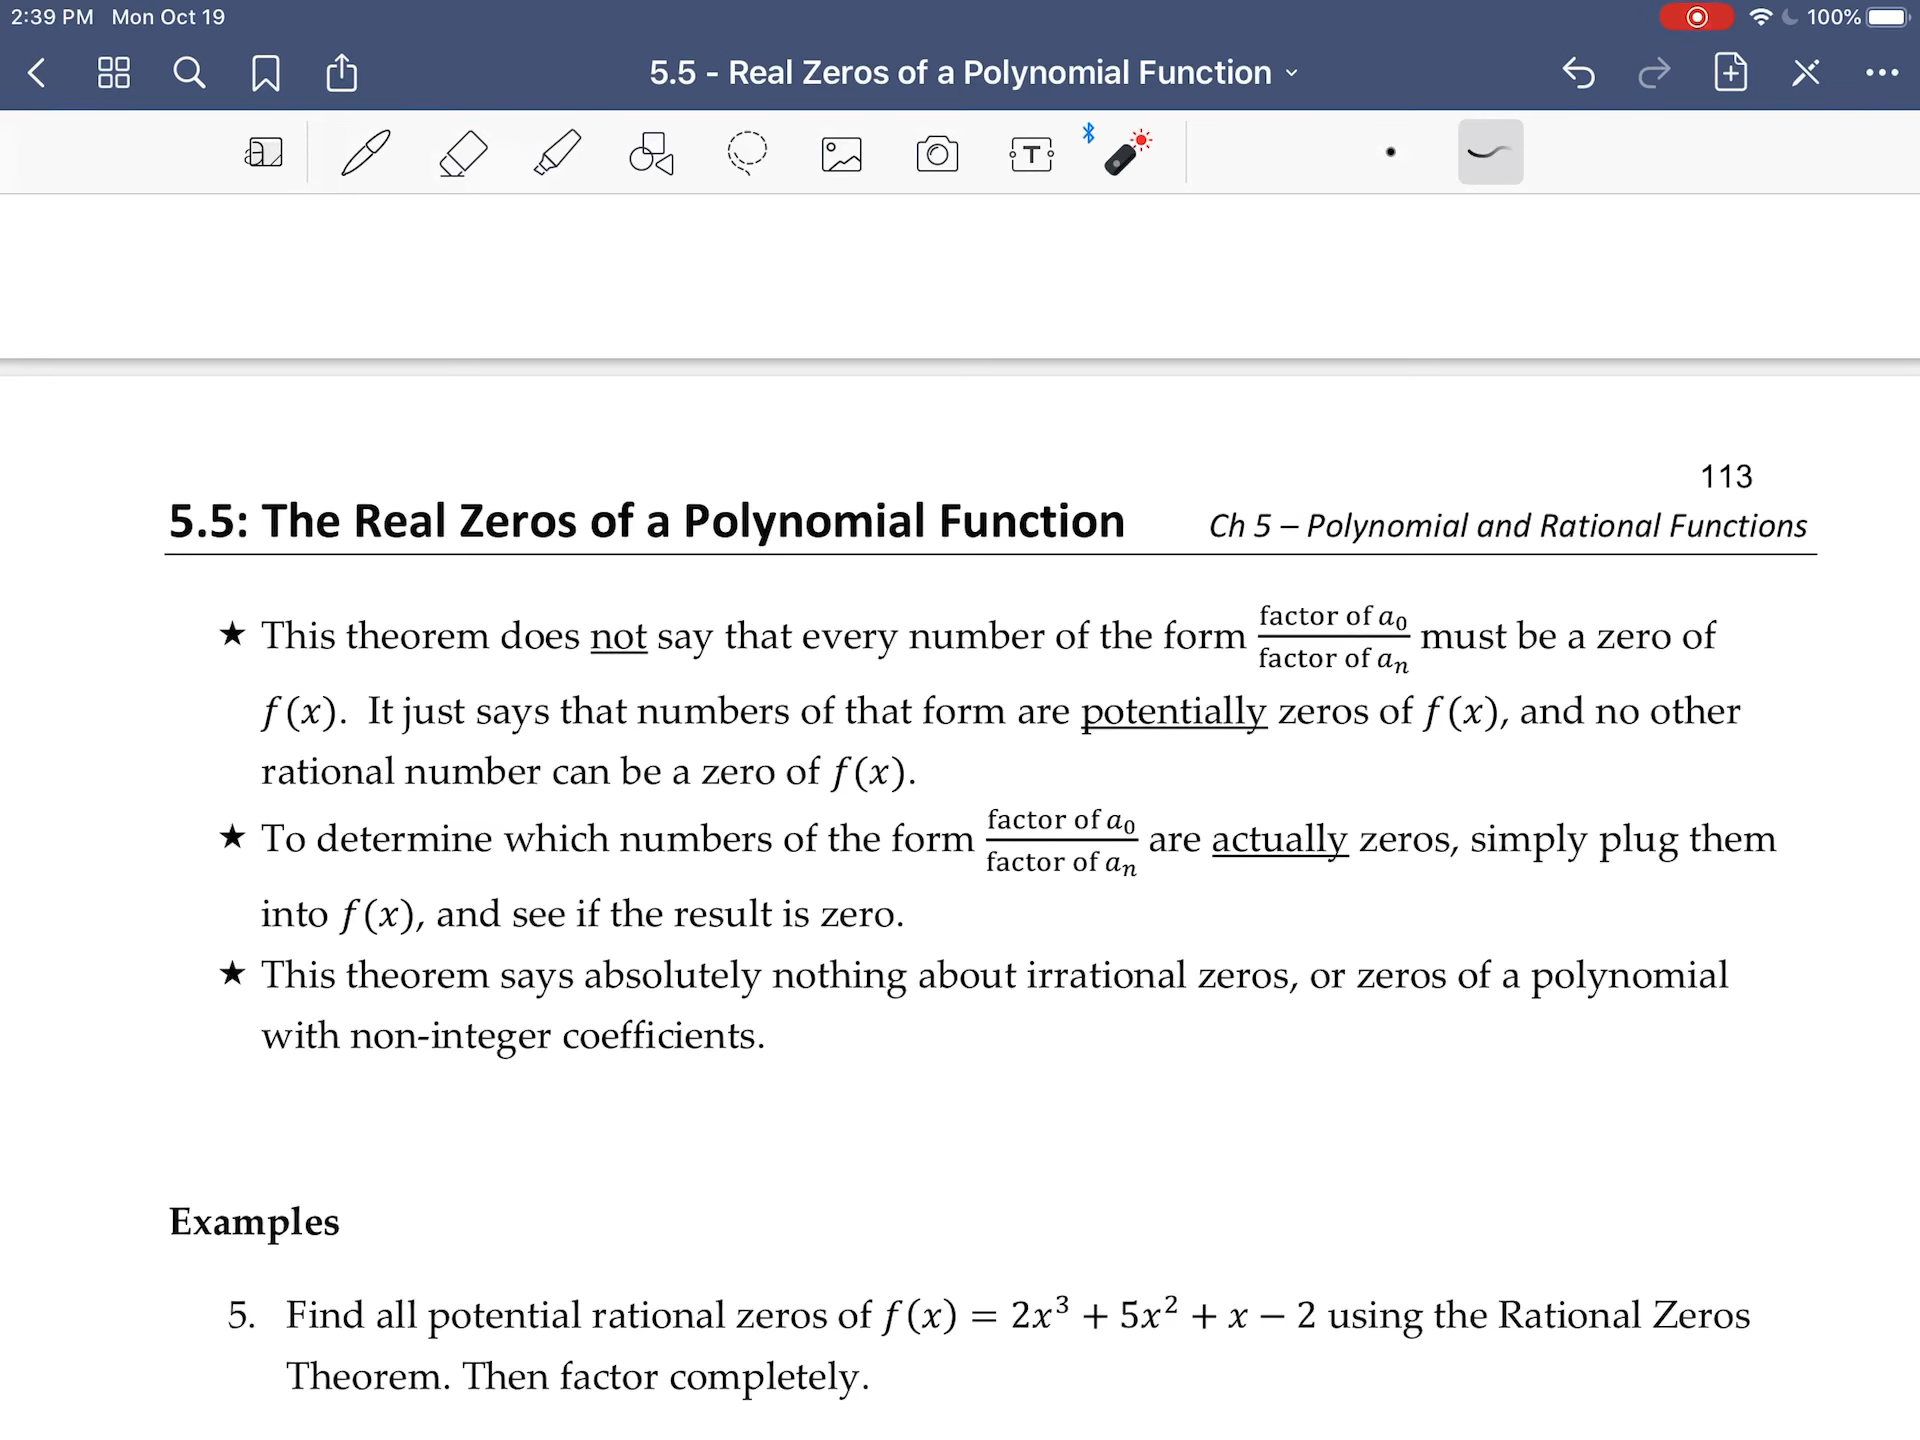 2:39 PM Mon Oct 19
100%
5.5 - Real Zeros of a Polynomial Function
113
5.5: The Real Zeros of a Polynomial Function Ch 5 – Polynomial and Rational Functions
★ This theorem does not say that every number of the form factor of a₀ / factor of aₙ must be a zero of
f(x). It just says that numbers of that form are potentially zeros of f(x), and no other
rational number can be a zero of f(x).
★ To determine which numbers of the form factor of a₀ / factor of aₙ are actually zeros, simply plug them
into f(x), and see if the result is zero.
★ This theorem says absolutely nothing about irrational zeros, or zeros of a polynomial
with non-integer coefficients.
Examples
5. Find all potential rational zeros of f(x) = 2x³ + 5x² + x − 2 using the Rational Zeros
Theorem. Then factor completely.